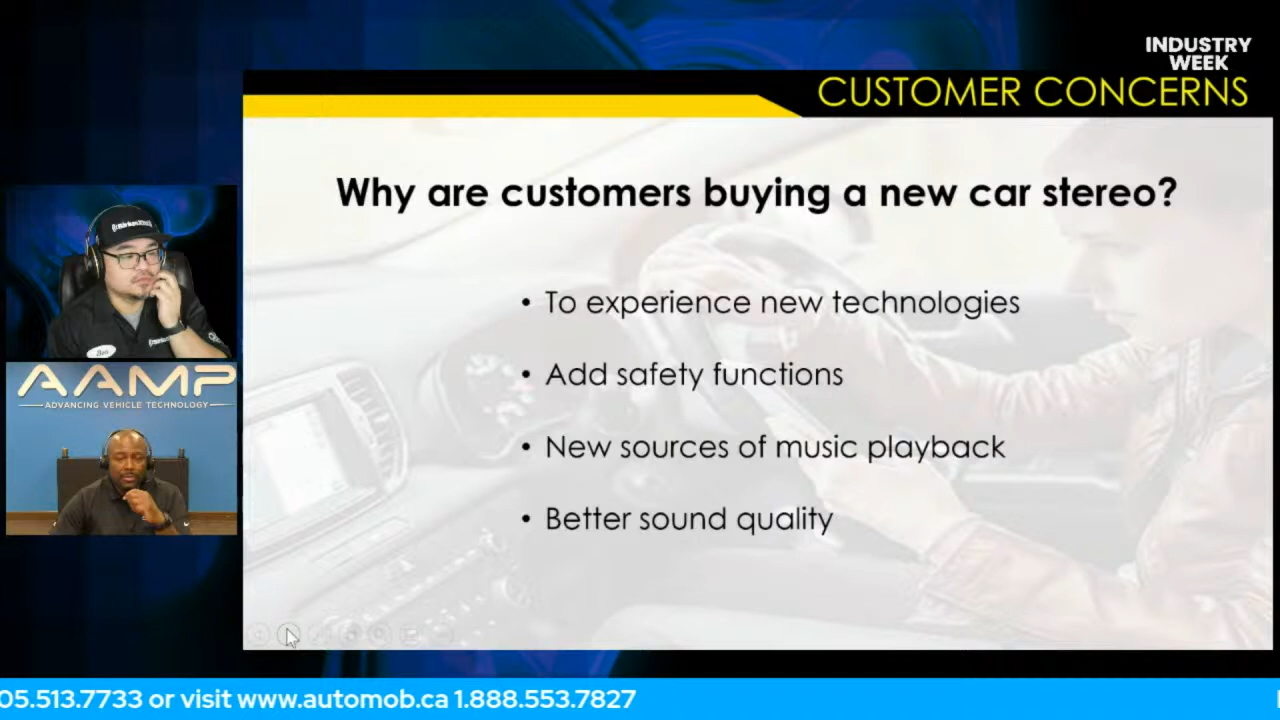 INDUSTRY
WEEK
CUSTOMER CONCERNS
Why are customers buying a new car stereo?
• To experience new technologies
• Add safety functions
• New sources of music playback
• Better sound quality
AAMP
ADVANCING VEHICLE TECHNOLOGY
05.513.7733 or visit www.automob.ca 1.888.553.7827